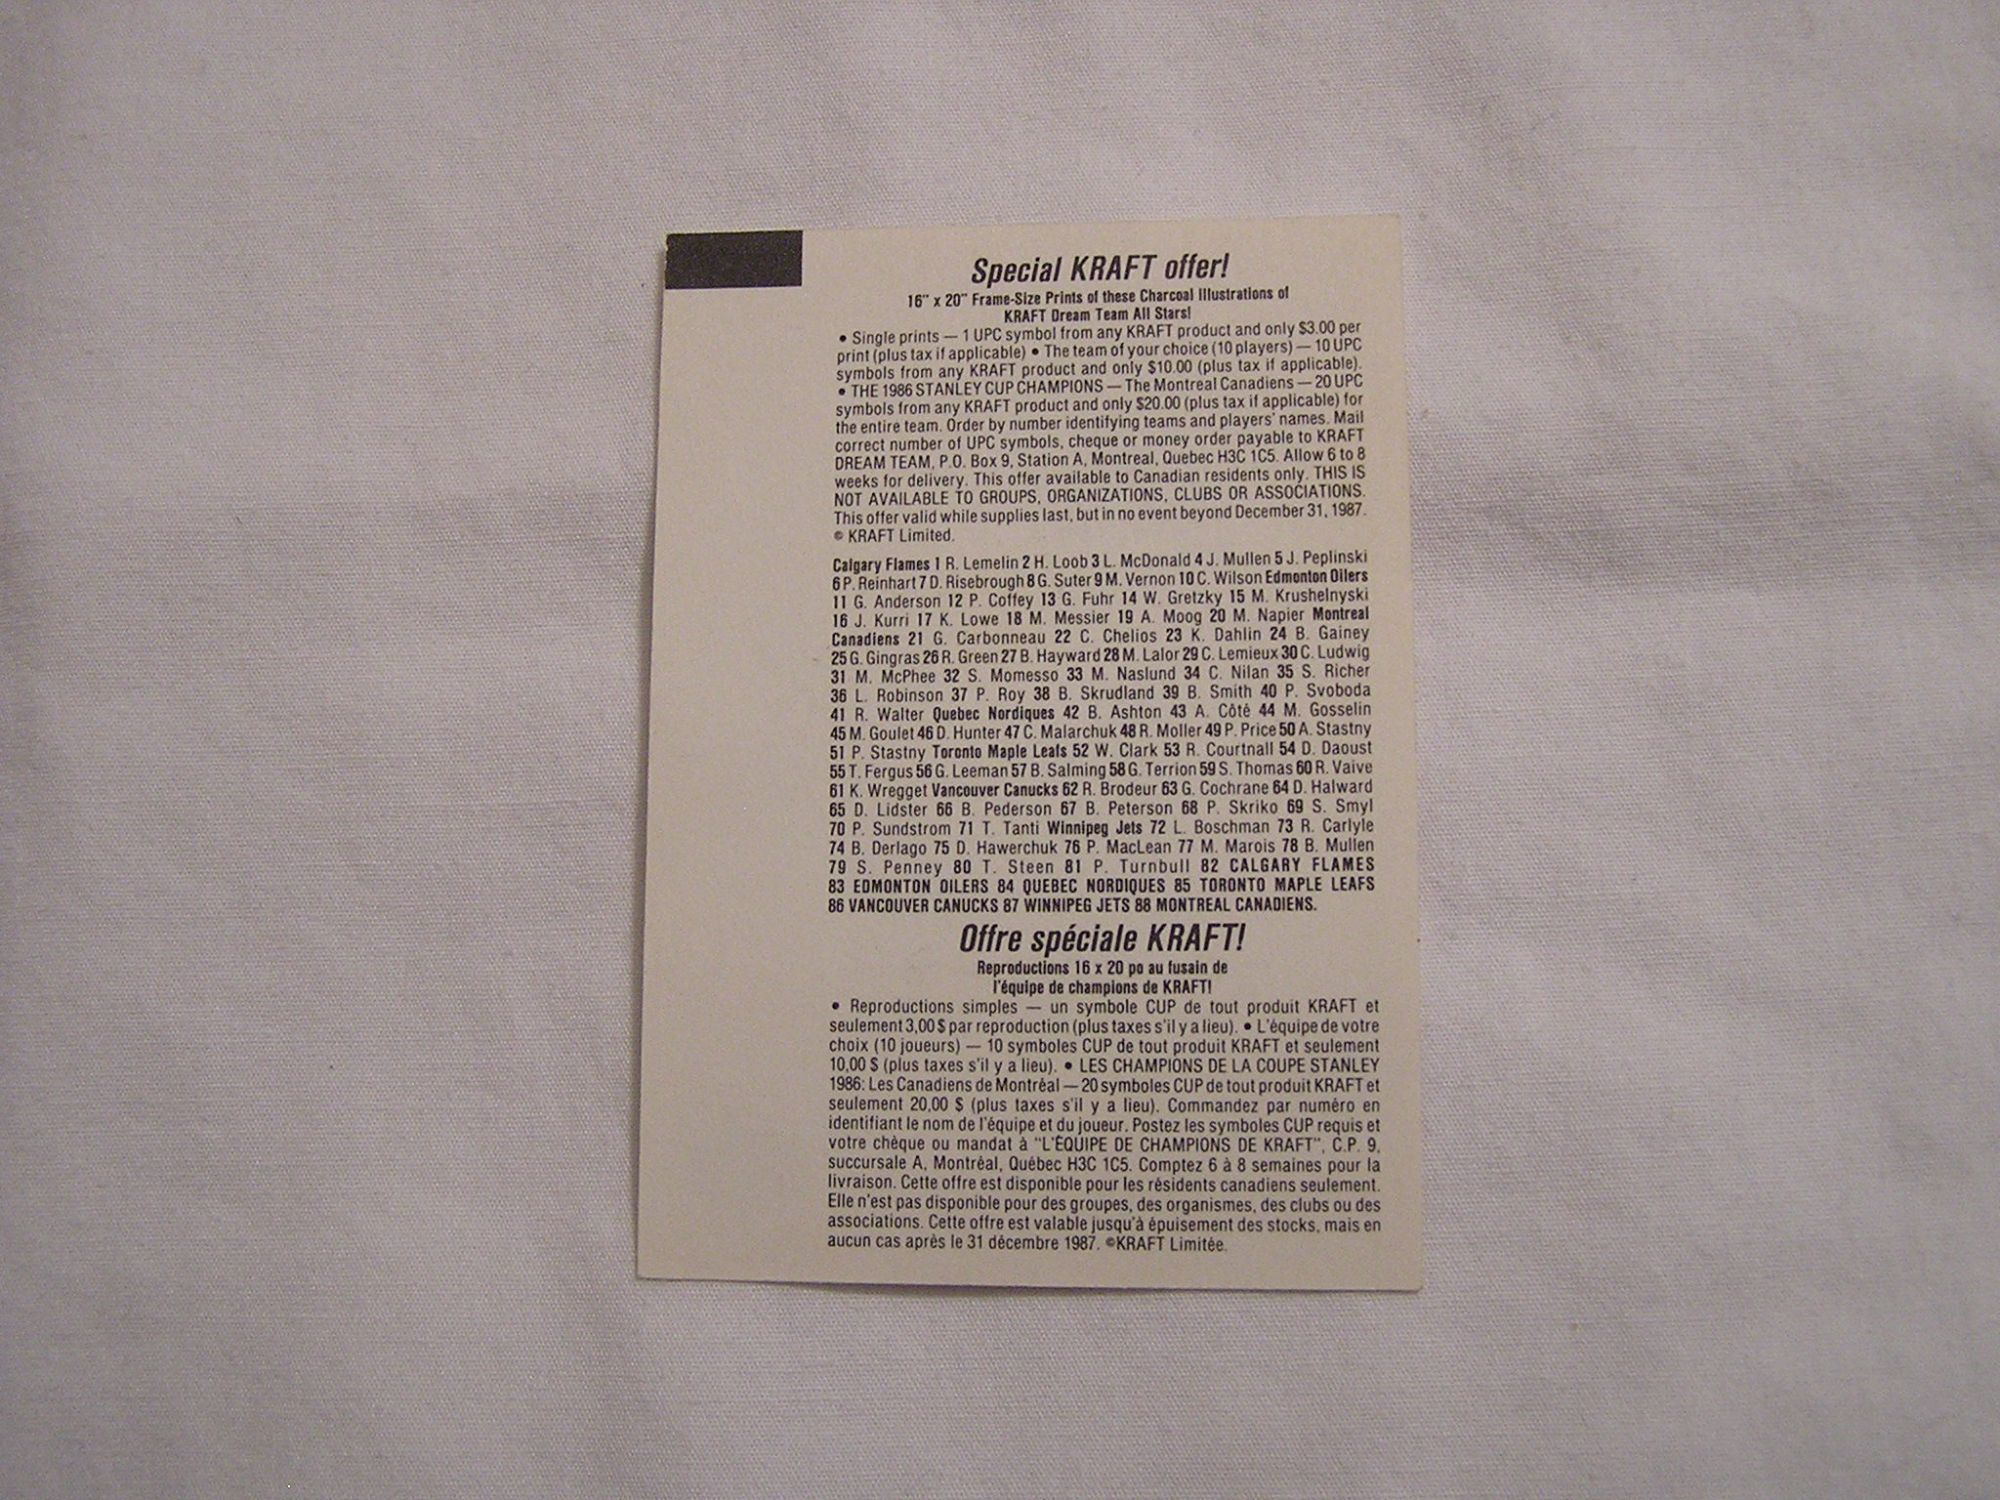 Special KRAFT offer!
16" x 20" Frame-Size Prints of these Charcoal Illustrations of
KRAFT Dream Team All Stars!
• Single prints — 1 UPC symbol from any KRAFT product and only $3.00 per
print (plus tax if applicable) • The team of your choice (10 players) — 10 UPC
symbols from any KRAFT product and only $10.00 (plus tax if applicable).
• THE 1986 STANLEY CUP CHAMPIONS — The Montreal Canadiens — 20 UPC
symbols from any KRAFT product and only $20.00 (plus tax if applicable) for
the entire team. Order by number identifying teams and players' names. Mail
correct number of UPC symbols, cheque or money order payable to KRAFT
DREAM TEAM, P.O. Box 9, Station A, Montreal, Quebec H3C 1C5. Allow 6 to 8
weeks for delivery. This offer available to Canadian residents only. THIS IS
NOT AVAILABLE TO GROUPS, ORGANIZATIONS, CLUBS OR ASSOCIATIONS.
This offer valid while supplies last, but in no event beyond December 31, 1987.
© KRAFT Limited.
Calgary Flames 1 R. Lemelin 2 H. Loob 3 L. McDonald 4 J. Mullen 5 J. Peplinski
6 P. Reinhart 7 D. Risebrough 8 G. Suter 9 M. Vernon 10 C. Wilson Edmonton Oilers
11 G. Anderson 12 P. Coffey 13 G. Fuhr 14 W. Gretzky 15 M. Krushelnyski
16 J. Kurri 17 K. Lowe 18 M. Messier 19 A. Moog 20 M. Napier Montreal
Canadiens 21 G. Carbonneau 22 C. Chelios 23 K. Dahlin 24 B. Gainey
25 G. Gingras 26 R. Green 27 B. Hayward 28 M. Lalor 29 C. Lemieux 30 C. Ludwig
31 M. McPhee 32 S. Momesso 33 M. Naslund 34 C. Nilan 35 S. Richer
36 L. Robinson 37 P. Roy 38 B. Skrudland 39 B. Smith 40 P. Svoboda
41 R. Walter Quebec Nordiques 42 B. Ashton 43 A. Côté 44 M. Gosselin
45 M. Goulet 46 D. Hunter 47 C. Malarchuk 48 R. Moller 49 P. Price 50 A. Stastny
51 P. Stastny Toronto Maple Leafs 52 W. Clark 53 R. Courtnall 54 D. Daoust
55 T. Fergus 56 G. Leeman 57 B. Salming 58 G. Terrion 59 S. Thomas 60 R. Vaive
61 K. Wregget Vancouver Canucks 62 R. Brodeur 63 G. Cochrane 64 D. Halward
65 D. Lidster 66 B. Pederson 67 B. Peterson 68 P. Skriko 69 S. Smyl
70 P. Sundstrom 71 T. Tanti Winnipeg Jets 72 L. Boschman 73 R. Carlyle
74 B. Derlago 75 D. Hawerchuk 76 P. MacLean 77 M. Marois 78 B. Mullen
79 S. Penney 80 T. Steen 81 P. Turnbull 82 CALGARY FLAMES
83 EDMONTON OILERS 84 QUEBEC NORDIQUES 85 TORONTO MAPLE LEAFS
86 VANCOUVER CANUCKS 87 WINNIPEG JETS 88 MONTREAL CANADIENS.
Offre spéciale KRAFT!
Reproductions 16 x 20 po au fusain de
l'équipe de champions de KRAFT!
• Reproductions simples — un symbole CUP de tout produit KRAFT et
seulement 3,00 $ par reproduction (plus taxes s'il y a lieu). • L'équipe de votre
choix (10 joueurs) — 10 symboles CUP de tout produit KRAFT et seulement
10,00 $ (plus taxes s'il y a lieu). • LES CHAMPIONS DE LA COUPE STANLEY
1986: Les Canadiens de Montréal — 20 symboles CUP de tout produit KRAFT et
seulement 20,00 $ (plus taxes s'il y a lieu). Commandez par numéro en
identifiant le nom de l'équipe et du joueur. Postez les symboles CUP requis et
votre chèque ou mandat à "L'ÉQUIPE DE CHAMPIONS DE KRAFT", C.P. 9,
succursale A, Montréal, Québec H3C 1C5. Comptez 6 à 8 semaines pour la
livraison. Cette offre est disponible pour les résidents canadiens seulement.
Elle n'est pas disponible pour des groupes, des organismes, des clubs ou des
associations. Cette offre est valable jusqu'à épuisement des stocks, mais en
aucun cas après le 31 décembre 1987. ©KRAFT Limitée.